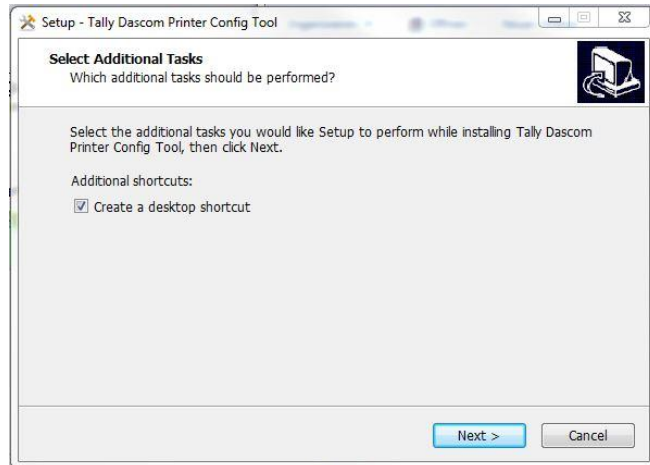 Setup - Tally Dascom Printer Config Tool
Select Additional Tasks
Which additional tasks should be performed?
Select the additional tasks you would like Setup to perform while installing Tally Dascom
Printer Config Tool, then click Next.
Additional shortcuts:
Create a desktop shortcut
Next >
Cancel